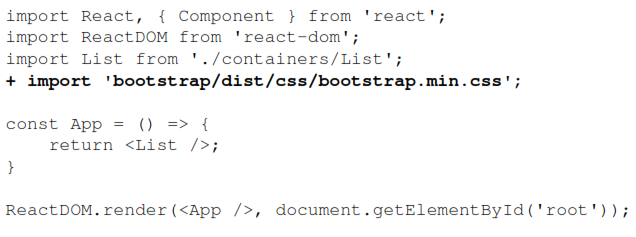 import React, { Component } from 'react';
import ReactDOM from 'react-dom';
import List from './containers/List';
+ import 'bootstrap/dist/css/bootstrap.min.css';
const App = () => {
    return <List />;
}
ReactDOM.render(<App />, document.getElementById('root'));